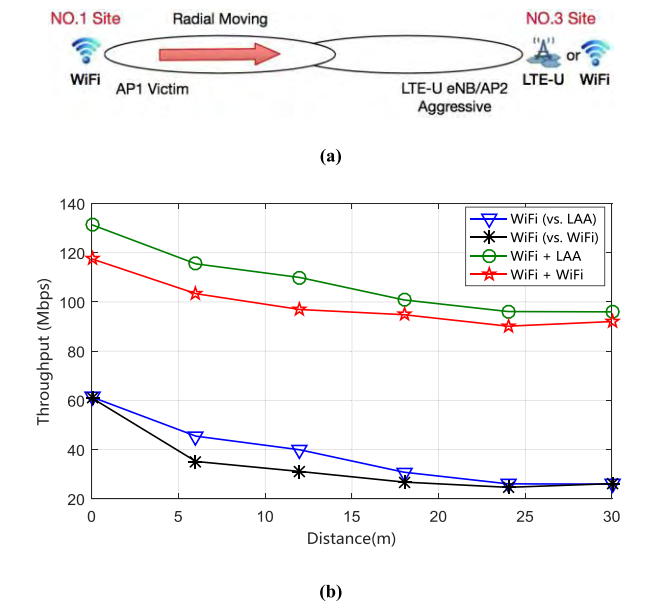 NO.1 Site
Radial Moving
NO.3 Site
WiFi
AP1 Victim
LTE-U eNB/AP2
Aggressive
LTE-U
or
WiFi
(a)
140
120
100
80
60
40
20
Throughput (Mbps)
WiFi (vs. LAA)
WiFi (vs. WiFi)
WiFi + LAA
WiFi + WiFi
0
5
10
15
20
25
30
Distance(m)
(b)